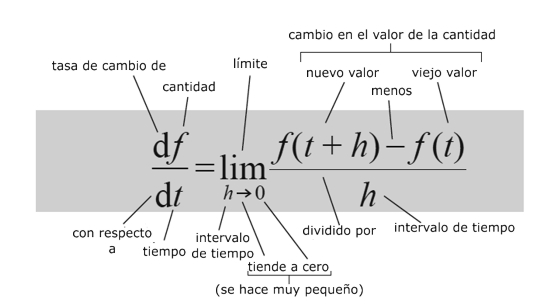 cambio en el valor de la cantidad
tasa de cambio de
límite
nuevo valor
viejo valor
cantidad
menos
df/dt = lim h→0 f(t + h) − f(t) / h
con respecto
a
tiempo
intervalo
de tiempo
dividido por
intervalo de tiempo
tiende a cero
(se hace muy pequeño)